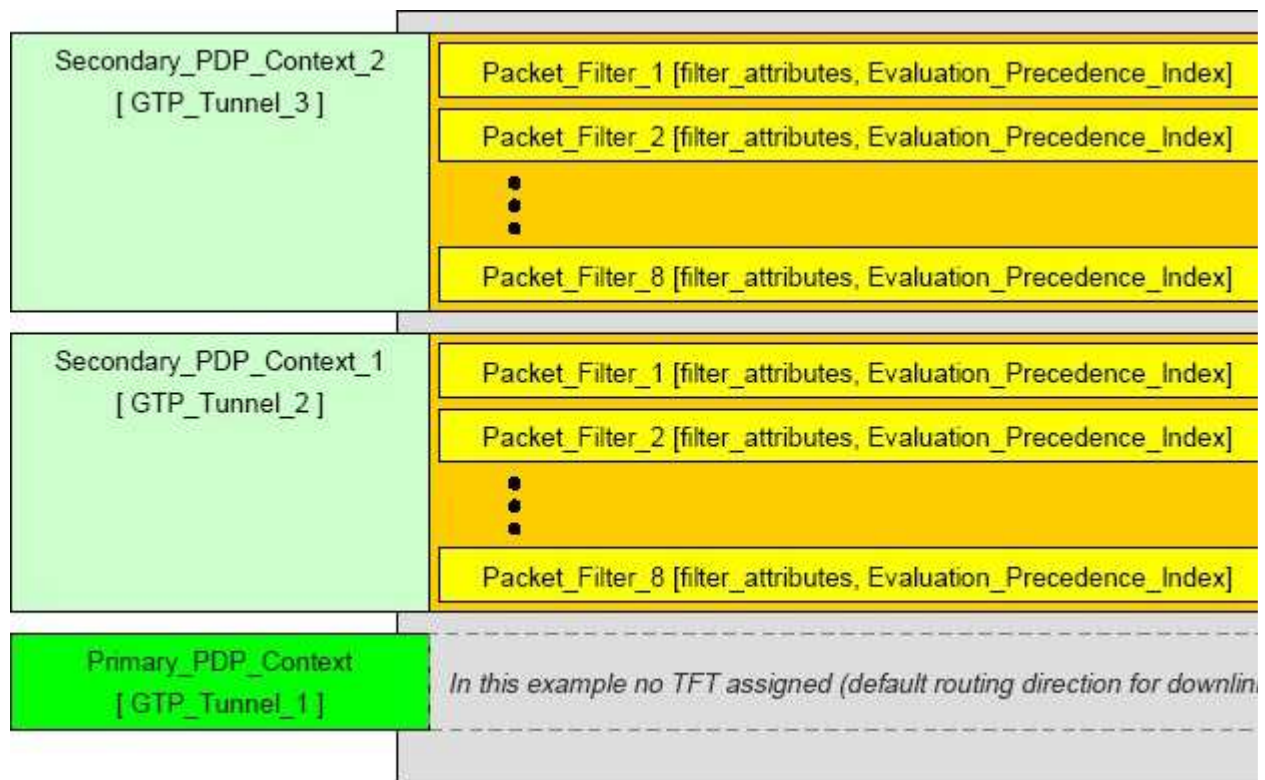 Secondary_PDP_Context_2
[ GTP_Tunnel_3 ]
Packet_Filter_1 [filter_attributes, Evaluation_Precedence_Index]
Packet_Filter_2 [filter_attributes, Evaluation_Precedence_Index]
Packet_Filter_8 [filter_attributes, Evaluation_Precedence_Index]
Secondary_PDP_Context_1
[ GTP_Tunnel_2 ]
Packet_Filter_1 [filter_attributes, Evaluation_Precedence_Index]
Packet_Filter_2 [filter_attributes, Evaluation_Precedence_Index]
Packet_Filter_8 [filter_attributes, Evaluation_Precedence_Index]
Primary_PDP_Context
[ GTP_Tunnel_1 ]
In this example no TFT assigned (default routing direction for downlin